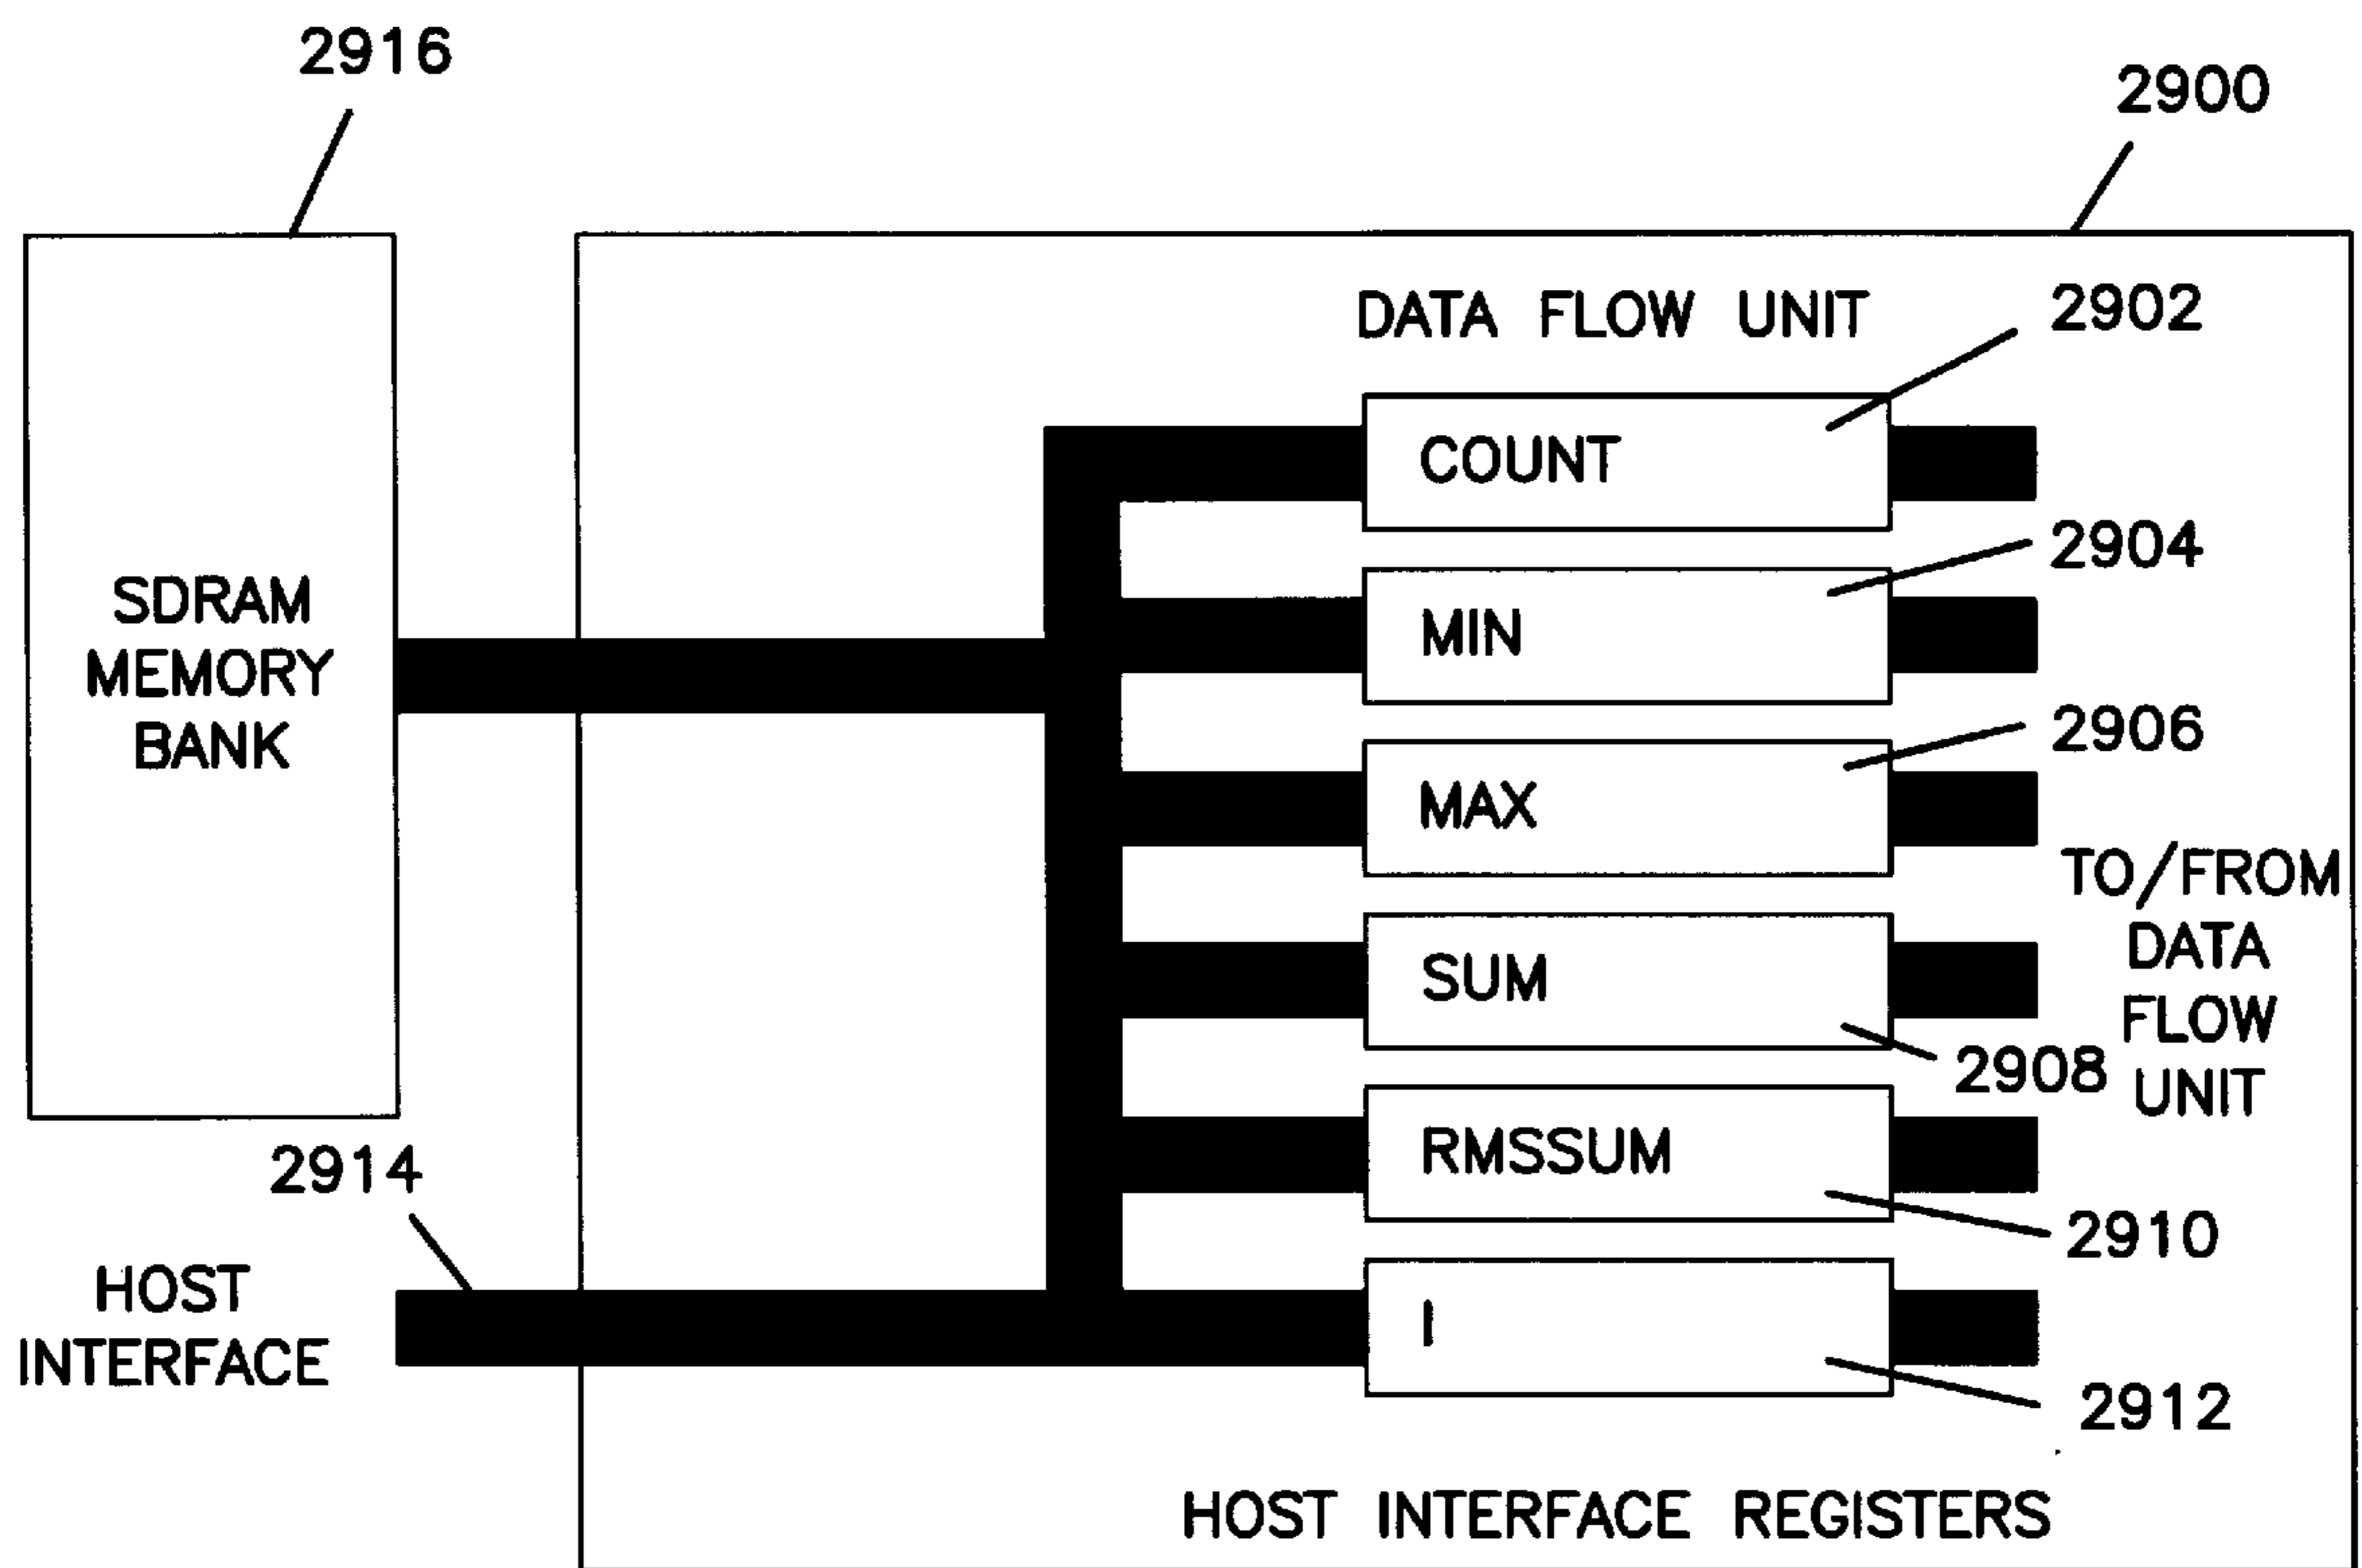 2916
2900
DATA FLOW UNIT
2902
COUNT
2904
MIN
SDRAM
MEMORY
BANK
2906
MAX
TO/FROM
DATA
FLOW
UNIT
SUM
2908
RMSSUM
2914
2910
HOST
INTERFACE
I
2912
HOST INTERFACE REGISTERS